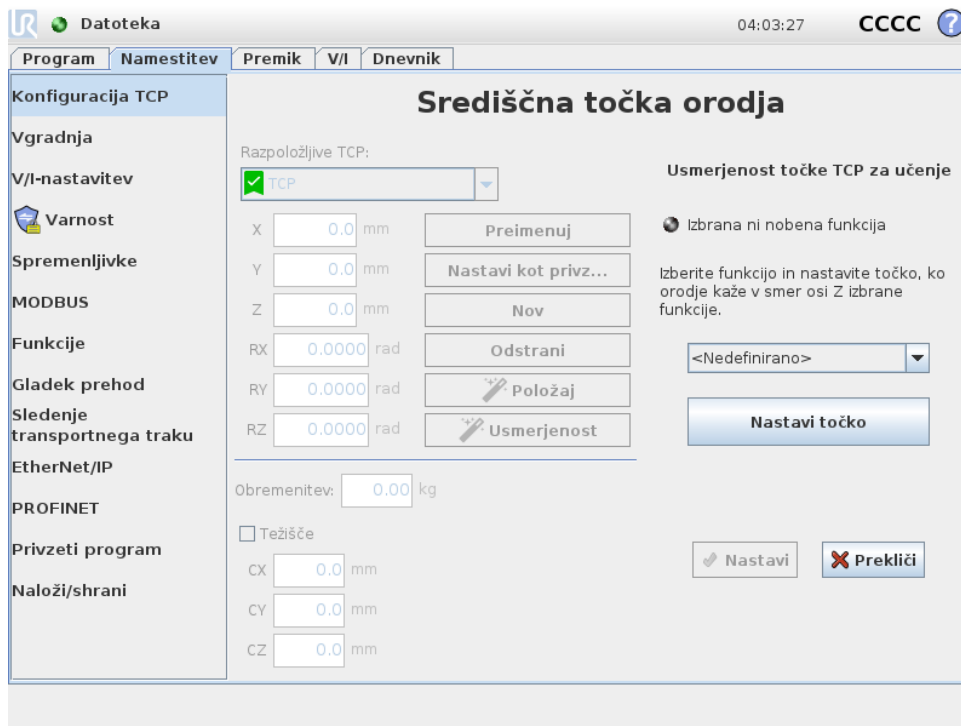 UR Datoteka 04:03:27 CCCC ?
Program Namestitev Premik V/I Dnevnik
Konfiguracija TCP
Vgradnja
V/I-nastavitev
Varnost
Spremenljivke
MODBUS
Funkcije
Gladek prehod
Sledenje
transportnega traku
EtherNet/IP
PROFINET
Privzeti program
Naloži/shrani
Središčna točka orodja
Razpoložljive TCP:
TCP
X 0.0 mm Preimenuj
Y 0.0 mm Nastavi kot privz...
Z 0.0 mm Nov
RX 0.0000 rad Odstrani
RY 0.0000 rad Položaj
RZ 0.0000 rad Usmerjenost
Obremenitev: 0.00 kg
Težišče
CX 0.0 mm
CY 0.0 mm
CZ 0.0 mm
Usmerjenost točke TCP za učenje
Izbrana ni nobena funkcija
Izberite funkcijo in nastavite točko, ko
orodje kaže v smer osi Z izbrane
funkcije.
<Nedefinirano>
Nastavi točko
Nastavi Prekliči